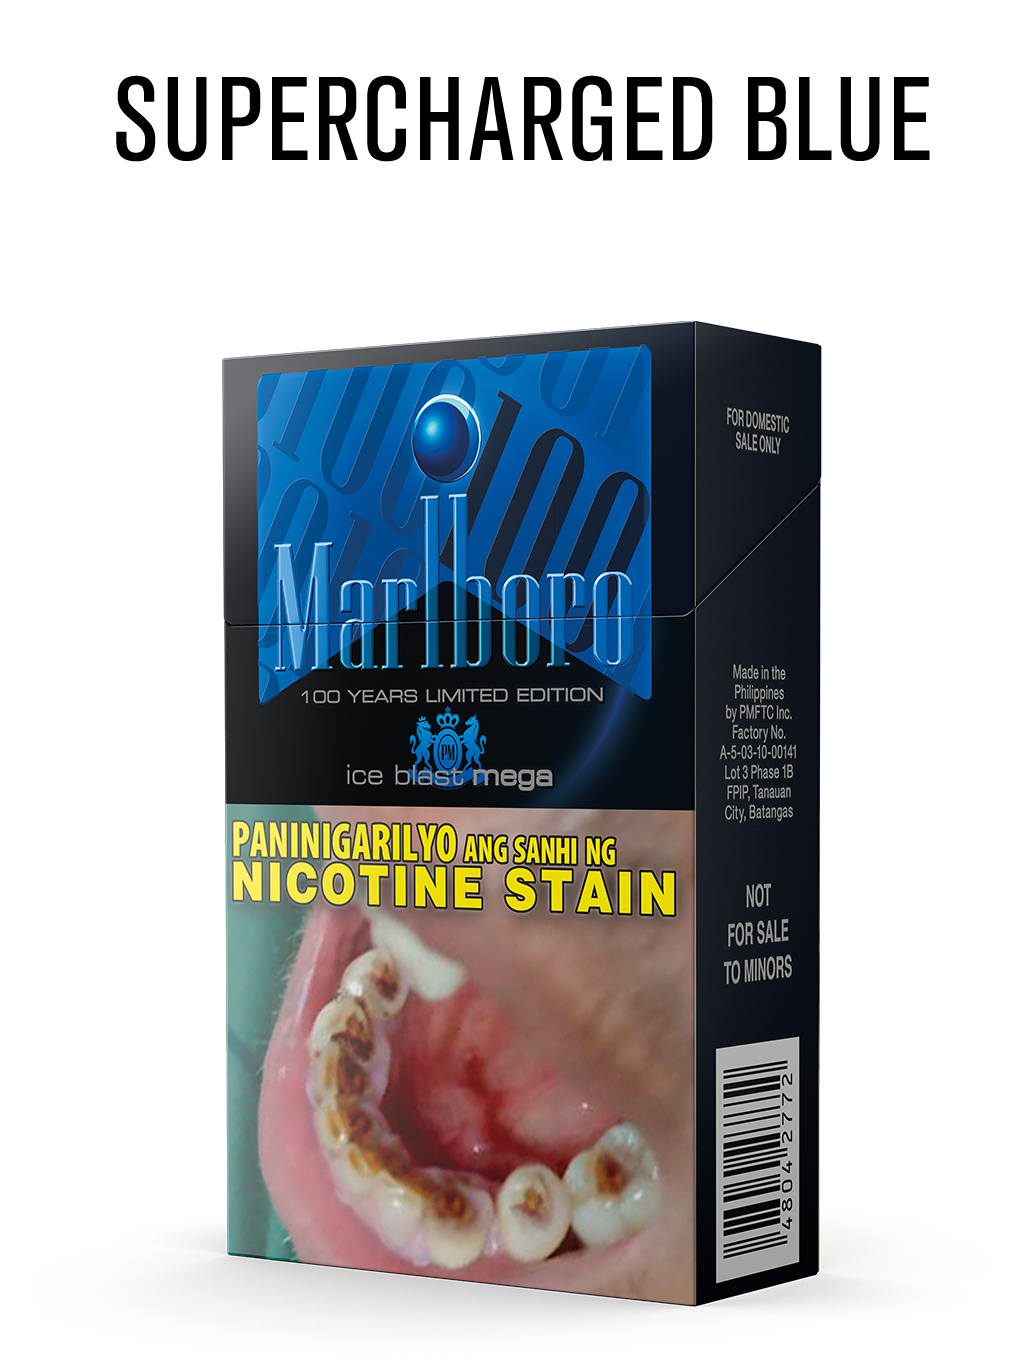 SUPERCHARGED BLUE
100
100
Marlboro
100 YEARS LIMITED EDITION
PM
ice blast mega
PANINIGARILYO ANG SANHI NG
NICOTINE STAIN
FOR DOMESTIC
SALE ONLY
Made in the
Philippines
by PMFTC Inc.
Factory No.
A-5-03-10-00141
Lot 3 Phase 1B
FPIP, Tanauan
City, Batangas
NOT
FOR SALE
TO MINORS
4804 2772